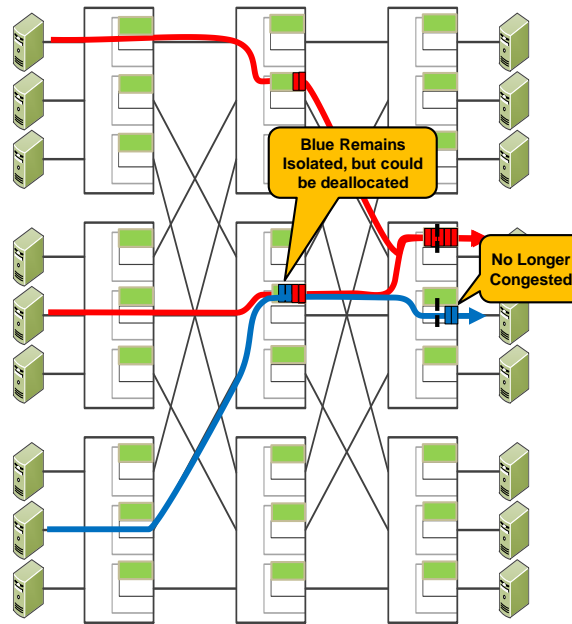 Blue Remains
Isolated, but could
be deallocated
No Longer
Congested